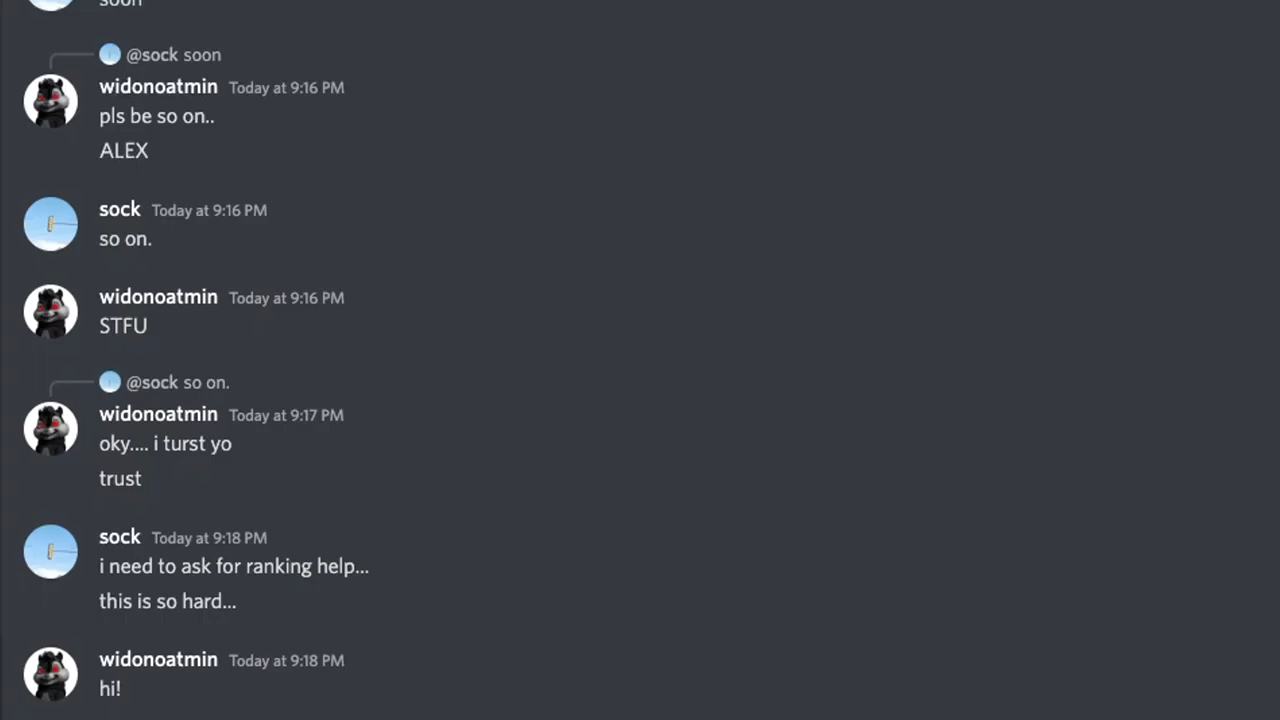 soon
@sock soon
widonoatmin Today at 9:16 PM
pls be so on..
ALEX
sock Today at 9:16 PM
so on.
widonoatmin Today at 9:16 PM
STFU
@sock so on.
widonoatmin Today at 9:17 PM
oky.... i turst yo
trust
sock Today at 9:18 PM
i need to ask for ranking help...
this is so hard...
widonoatmin Today at 9:18 PM
hi!